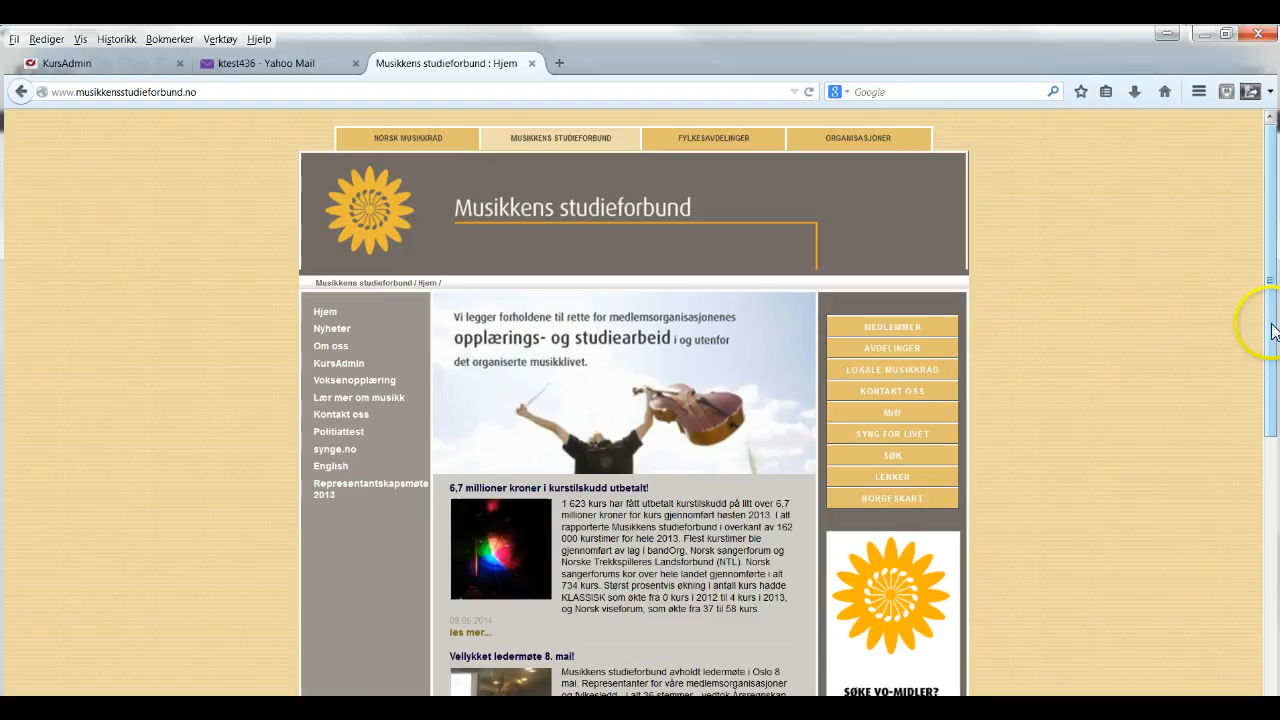 Fil Rediger Vis Historikk Bokmerker Verktøy Hjelp
KursAdmin
ktest436 - Yahoo Mail
Musikkens studieforbund : Hjem
www.musikkensstudieforbund.no
Google
NORSK MUSIKKRÅD
MUSIKKENS STUDIEFORBUND
FYLKESAVDELINGER
ORGANISASJONER
Musikkens studieforbund
Musikkens studieforbund / Hjem /
Hjem
Nyheter
Om oss
KursAdmin
Voksenopplæring
Lær mer om musikk
Kontakt oss
Politiattest
synge.no
English
Representantskapsmøte
2013
Vi legger forholdene til rette for medlemsorganisasjonenes
opplærings- og studiearbeid i og utenfor
det organiserte musikklivet.
6,7 millioner kroner i kurstilskudd utbetalt!
1 623 kurs har fått utbetalt kurstilskudd på litt over 6,7
millioner kroner for kurs gjennomført høsten 2013. I alt
rapporterte Musikkens studieforbund i overkant av 162
000 kurstimer for hele 2013. Flest kurstimer ble
gjennomført av lag i bandOrg, Norsk sangerforum og
Norske Trekkspilleres Landsforbund (NTL). Norsk
sangerforums kor over hele landet gjennomførte i alt
734 kurs. Størst prosentvis økning i antall kurs hadde
KLASSISK som økte fra 0 kurs i 2012 til 4 kurs i 2013,
og Norsk viseforum, som økte fra 37 til 58 kurs.
09.05.2014
les mer...
Vellykket ledermøte 8. mai!
Musikkens studieforbund avholdt ledermøte i Oslo 8
mai. Representanter for våre medlemsorganisasjoner
og fylkesledd - i alt 36 stemmer - vedtok Årsregnskap
MEDLEMMER
AVDELINGER
LOKALE MUSIKKRÅD
KONTAKT OSS
Miff
SYNG FOR LIVET
SØK
LENKER
NORGESKART
SØKE VO-MIDLER?